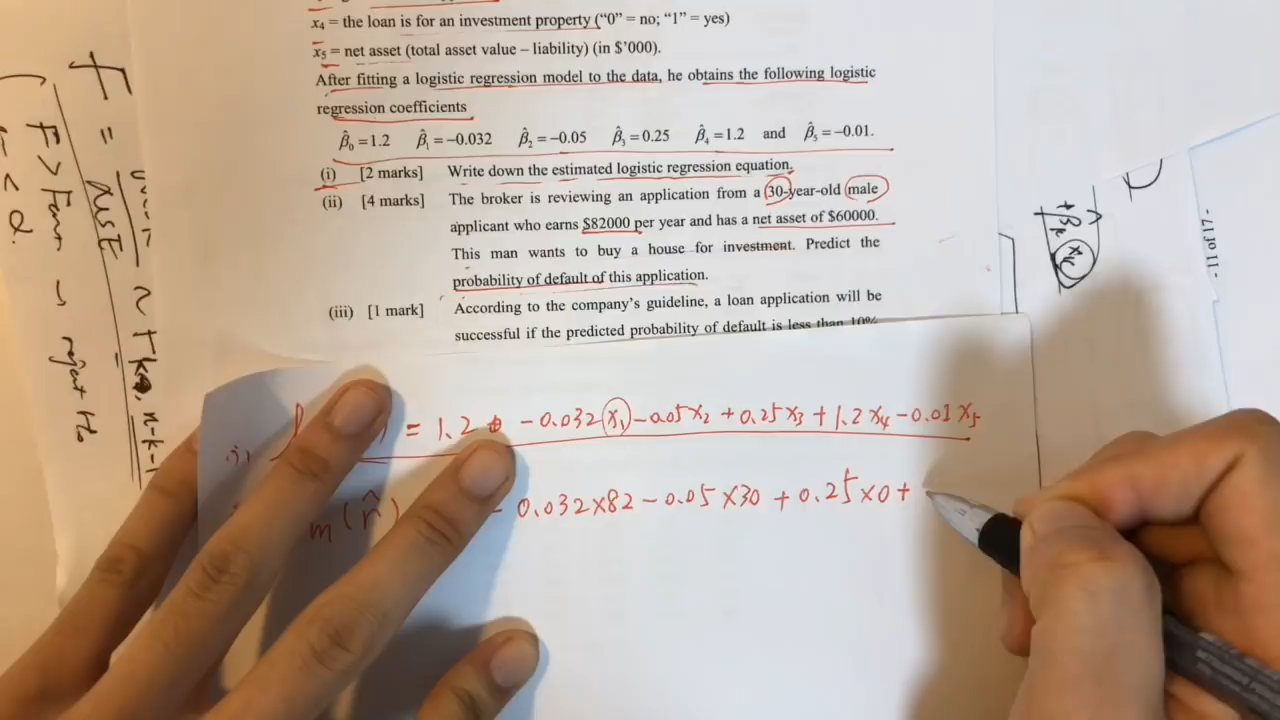 x₄ = the loan is for an investment property (“0” = no; “1” = yes)
x₅ = net asset (total asset value – liability) (in $’000).
After fitting a logistic regression model to the data, he obtains the following logistic
regression coefficients
β̂₀ = 1.2 β̂₁ = −0.032 β̂₂ = −0.05 β̂₃ = 0.25 β̂₄ = 1.2 and β̂₅ = −0.01.
(i) [2 marks] Write down the estimated logistic regression equation.
(ii) [4 marks] The broker is reviewing an application from a 30-year-old male
applicant who earns $82000 per year and has a net asset of $60000.
This man wants to buy a house for investment. Predict the
probability of default of this application.
(iii) [1 mark] According to the company’s guideline, a loan application will be
successful if the predicted probability of default is less than 10%
= 1.2 − 0.032 x₁ − 0.05 x₂ + 0.25 x₃ + 1.2 x₄ − 0.01 x₅
0.032×82 − 0.05×30 + 0.25×0 +
F =
~ F k, n-k-1
F > F → reject H₀
< α.
+β̂ₖ xₖ
- 11 of 17 -